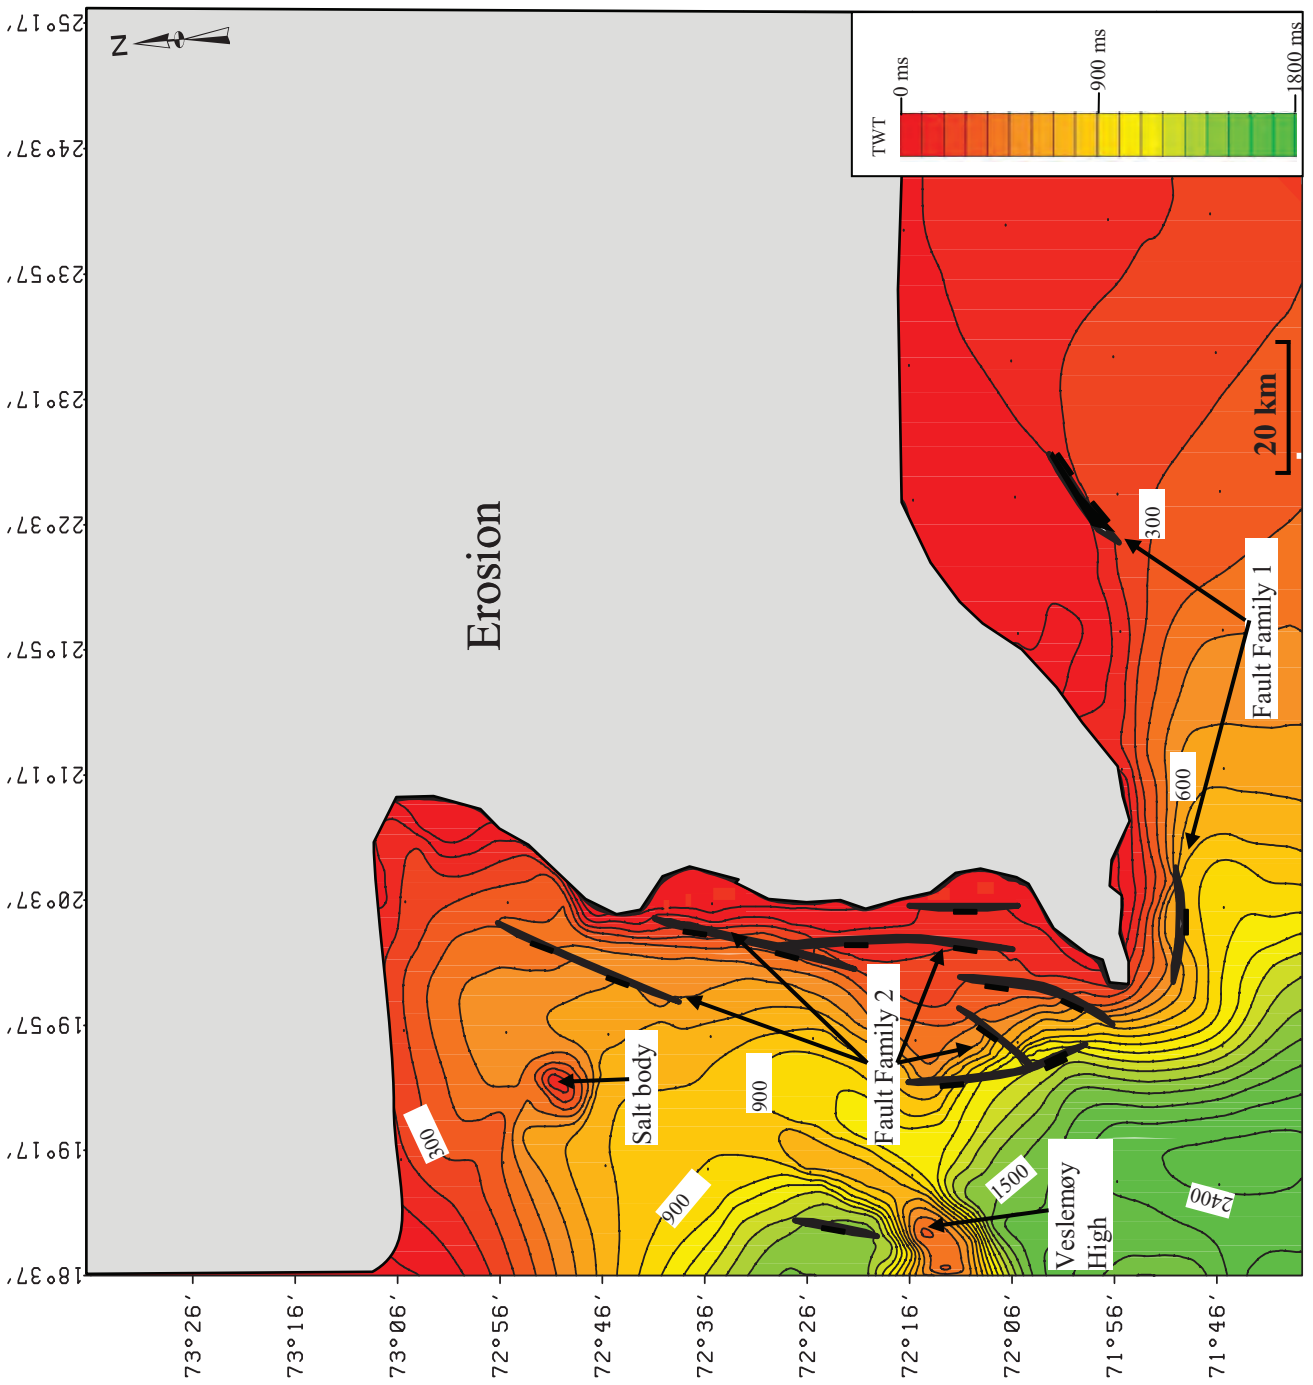 25°17'
24°37'
23°57'
23°17'
22°37'
21°57'
21°17'
20°37'
19°57'
19°17'
18°37'
N
TWT
0 ms
900 ms
1800 ms
Erosion
20 km
300
Fault Family 1
600
Fault Family 2
Salt body
900
300
900
1500
2400
Veslemøy
High
73°26'
73°16'
73°06'
72°56'
72°46'
72°36'
72°26'
72°16'
72°06'
71°56'
71°46'